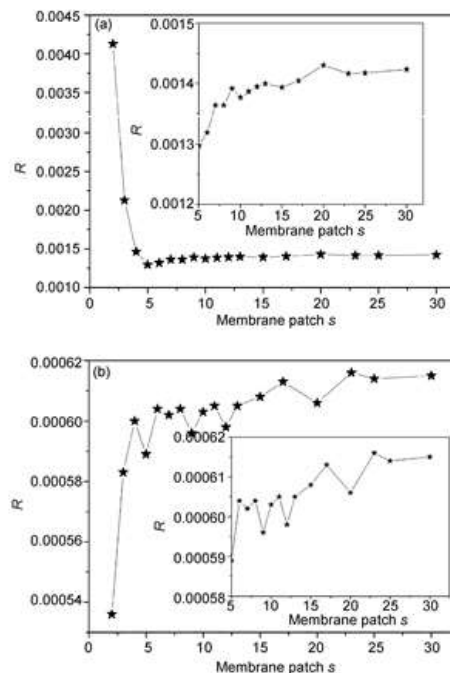 (a)
0.0045
0.0040
0.0035
0.0030
0.0025
0.0020
0.0015
0.0010
R
0 5 10 15 20 25 30
Membrane patch s
0.0015
0.0014
0.0013
0.0012
R
5 10 15 20 25 30
Membrane patch s
(b)
0.00062
0.00060
0.00058
0.00056
0.00054
R
0 5 10 15 20 25 30
Membrane patch s
0.00062
0.00061
0.00060
0.00059
0.00058
R
5 10 15 20 25 30
Membrane patch s